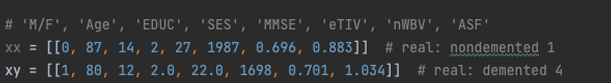 # 'M/F', 'Age', 'EDUC', 'SES', 'MMSE', 'eTIV', 'nWBV', 'ASF'
xx = [[0, 87, 14, 2, 27, 1987, 0.696, 0.883]]  # real: nondemented 1
xy = [[1, 80, 12, 2.0, 22.0, 1698, 0.701, 1.034]]  # real: demented 4